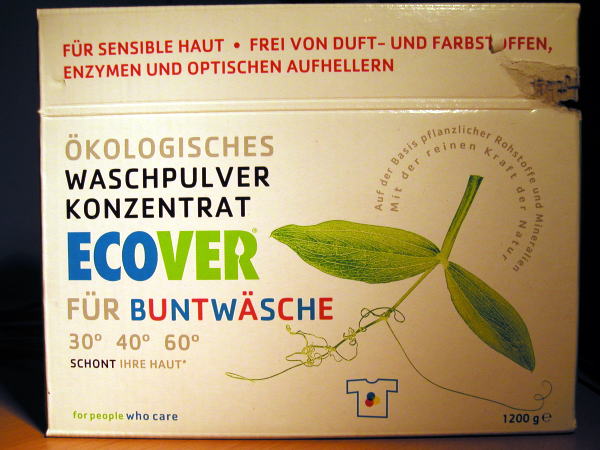 FÜR SENSIBLE HAUT • FREI VON DUFT- UND FARBSTOFFEN,
ENZYMEN UND OPTISCHEN AUFHELLERN
ÖKOLOGISCHES
WASCHPULVER
KONZENTRAT
ECOVER®
FÜR BUNTWÄSCHE
30° 40° 60°
SCHONT IHRE HAUT*
Auf der Basis pflanzlicher Rohstoffe und Mineralien
Mit der reinen Kraft der Natur
for people who care
1200 g ℮